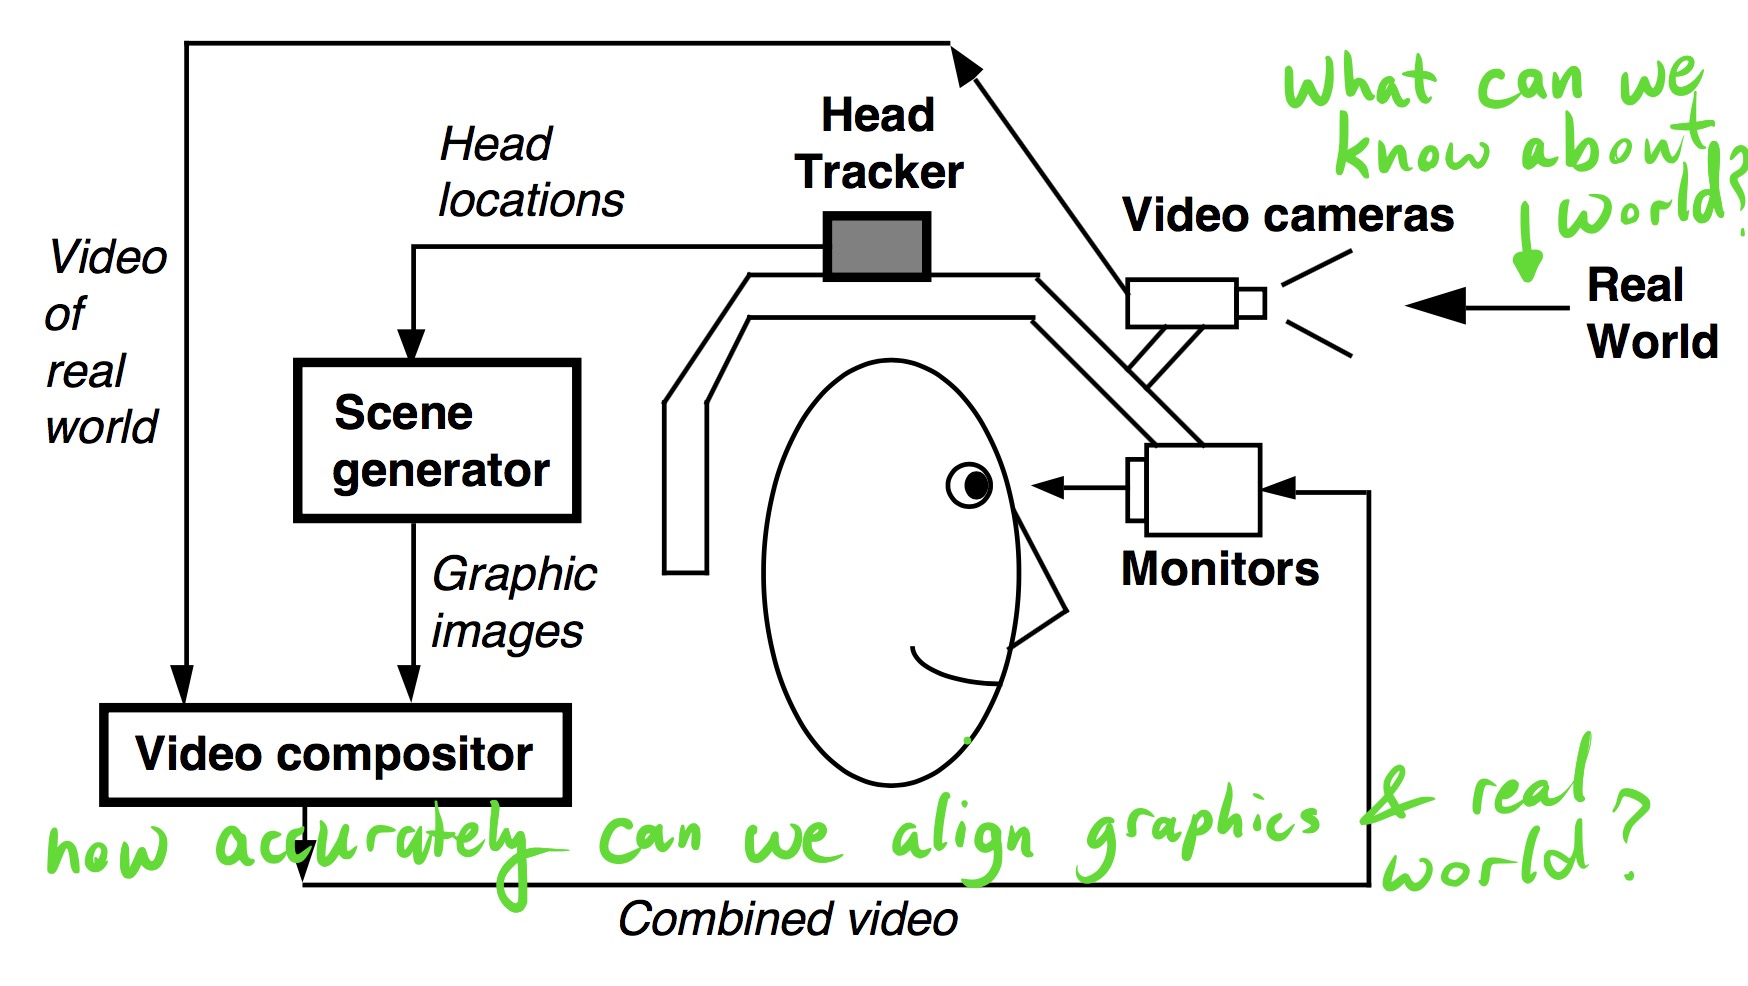 What can we
know about
world?
Head
Tracker
Head
locations
Video cameras
Real
World
Video
of
real
world
Scene
generator
Graphic
images
Monitors
Video compositor
how accurately can we align graphics & real
world?
Combined video